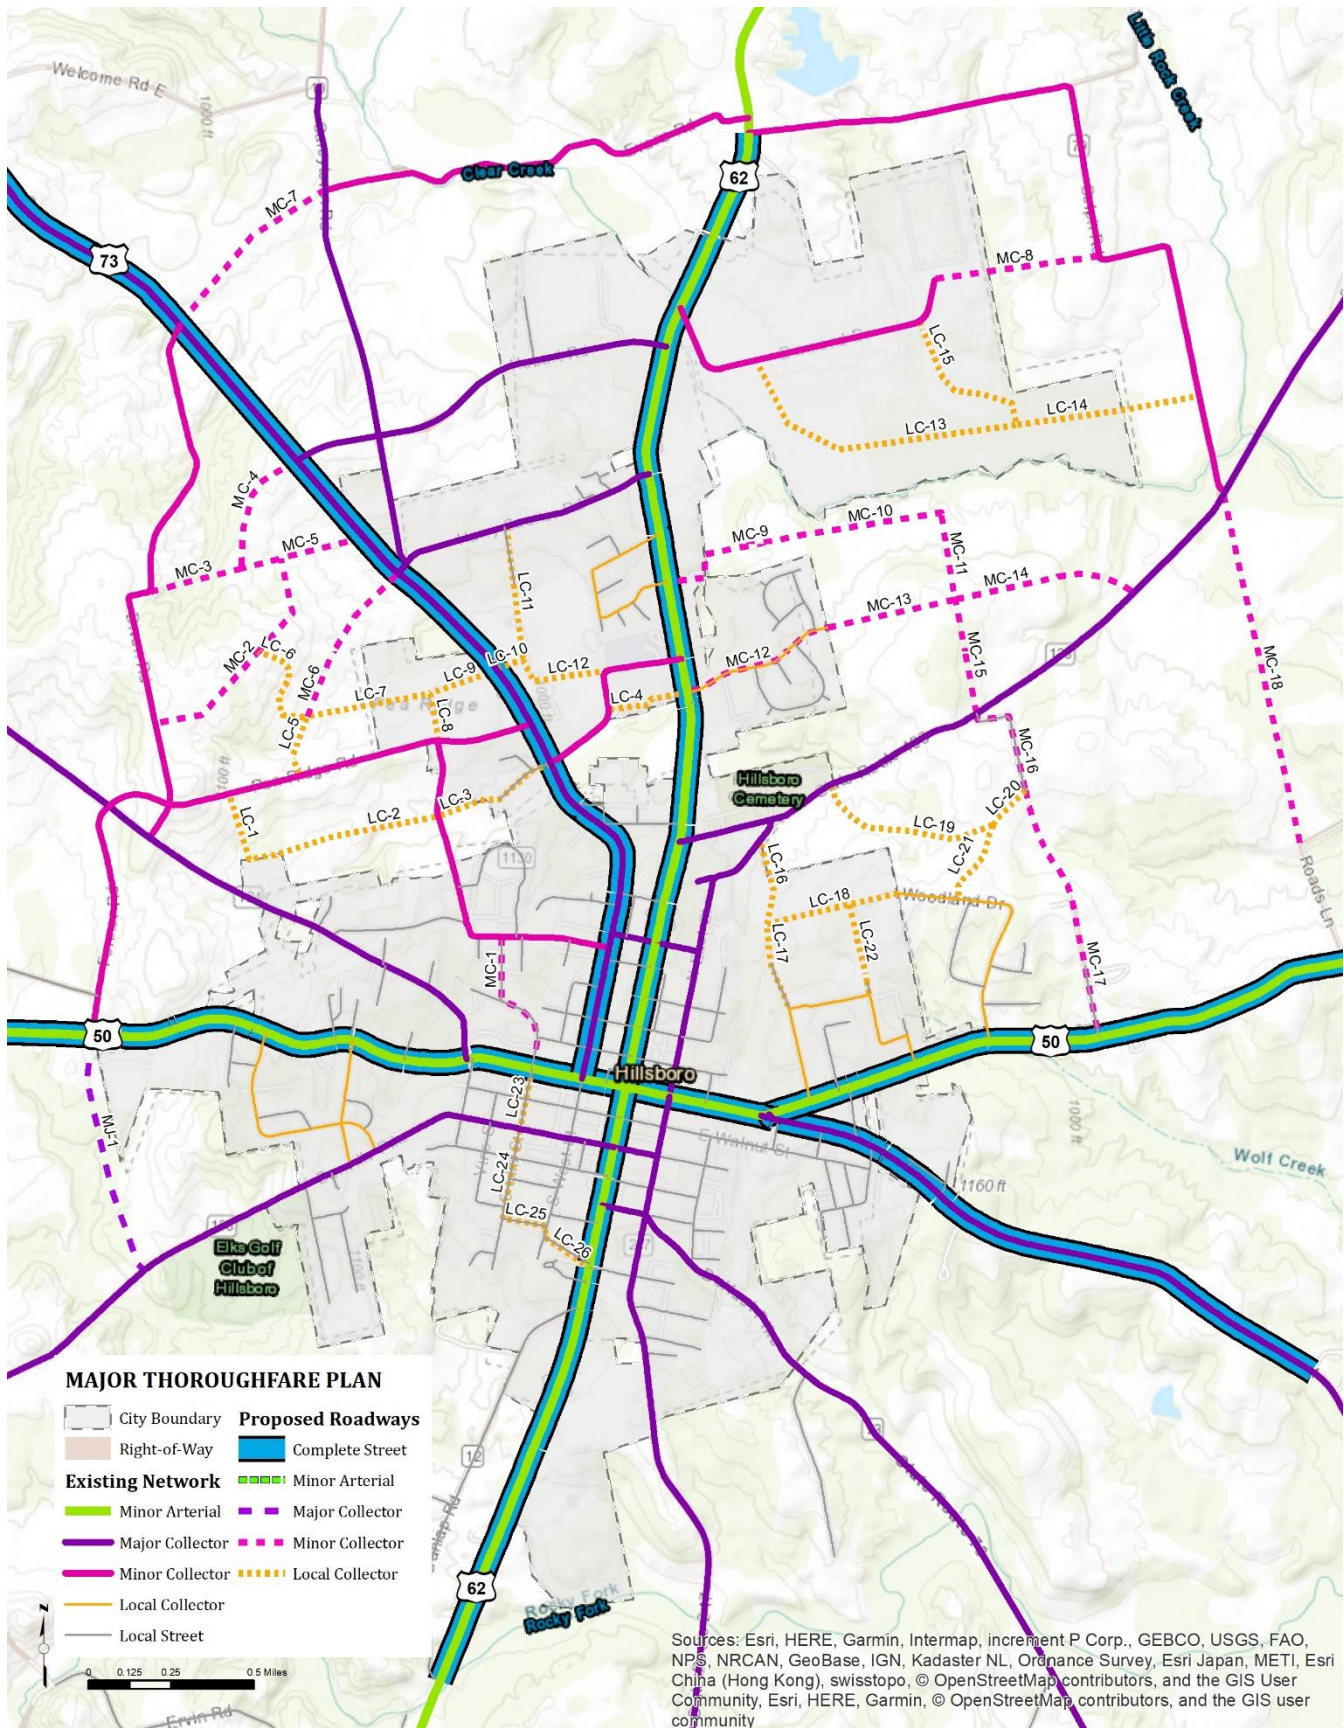 Welcome Rd E
1000 ft
Little Rock Creek
Clear Creek
62
MC-7
73
MC-8
LC-15
LC-14
LC-13
MC-4
MC-5
MC-3
MC-9
MC-10
MC-11
MC-14
MC-13
LC-11
MC-2
LC-6
MC-6
LC-10
LC-9
LC-12
MC-12
LC-7
LC-4
LC-8
LC-5
MC-15
MC-18
MC-16
Hillsboro
Cemetery
LC-1
LC-2
LC-3
LC-20
LC-19
LC-21
LC-16
LC-18
Woodland Dr
LC-17
LC-22
Roads Ln
MC-1
MC-17
50
50
Hillsboro
MJ-1
LC-23
E Walnut St
1000 ft
Wolf Creek
LC-24
1160 ft
LC-25
LC-26
Elks Golf
Club of
Hillsboro
MAJOR THOROUGHFARE PLAN
City Boundary
Right-of-Way
Existing Network
Minor Arterial
Major Collector
Minor Collector
Local Collector
Local Street
Proposed Roadways
Complete Street
Minor Arterial
Major Collector
Minor Collector
Local Collector
12
73
62
Rocky Fork
Rocky Fork
z
0 0.125 0.25 0.5 Miles
Ervin Rd
Sources: Esri, HERE, Garmin, Intermap, increment P Corp., GEBCO, USGS, FAO,
NPS, NRCAN, GeoBase, IGN, Kadaster NL, Ordnance Survey, Esri Japan, METI, Esri
China (Hong Kong), swisstopo, © OpenStreetMap contributors, and the GIS User
Community, Esri, HERE, Garmin, © OpenStreetMap contributors, and the GIS user
community